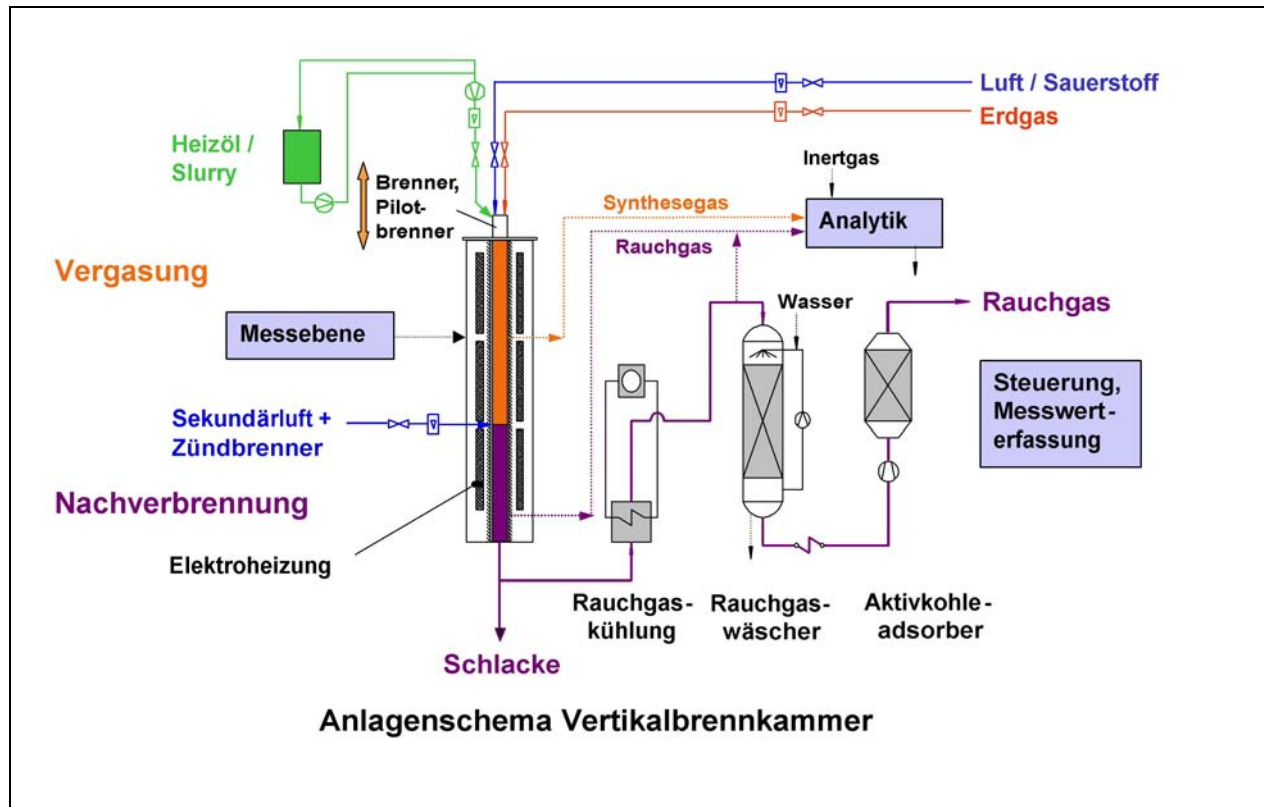 Luft / Sauerstoff
Erdgas
Heizöl /
Slurry
Brenner,
Pilot-
brenner
Inertgas
Synthesegas
Analytik
Rauchgas
Vergasung
Wasser
Rauchgas
Messebene
Steuerung,
Messwert-
erfassung
Sekundärluft +
Zündbrenner
Nachverbrennung
Elektroheizung
Rauchgas-
kühlung
Rauchgas-
wäscher
Aktivkohle-
adsorber
Schlacke
Anlagenschema Vertikalbrennkammer